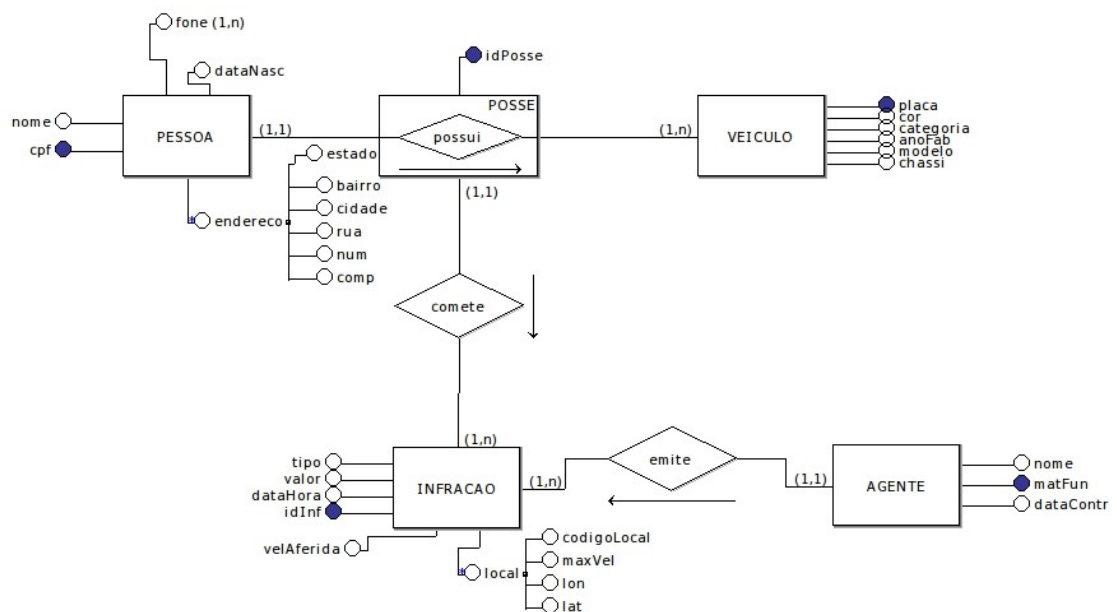 fone (1,n)
dataNasc
nome
cpf
PESSOA
(1,1)
idPosse
POSSE
possui
(1,n)
VEICULO
placa
cor
categoria
anoFab
modelo
chassi
endereco
estado
bairro
cidade
rua
num
comp
(1,1)
comete
(1,n)
tipo
valor
dataHora
idInf
velAferida
INFRACAO
(1,n)
emite
(1,1)
AGENTE
nome
matFun
dataContr
local
codigoLocal
maxVel
lon
lat